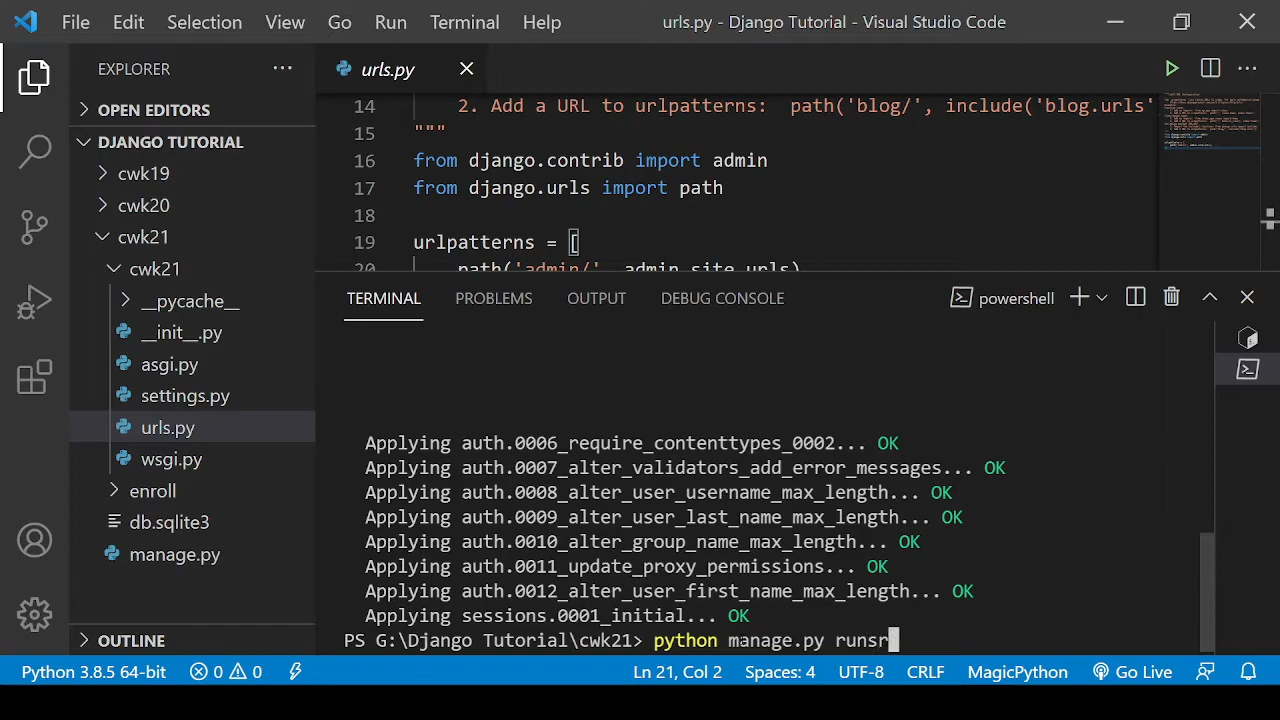 File Edit Selection View Go Run Terminal Help urls.py - Django Tutorial - Visual Studio Code
EXPLORER
OPEN EDITORS
DJANGO TUTORIAL
cwk19
cwk20
cwk21
cwk21
__pycache__
__init__.py
asgi.py
settings.py
urls.py
wsgi.py
enroll
db.sqlite3
manage.py
OUTLINE
urls.py
14 2. Add a URL to urlpatterns: path('blog/', include('blog.urls'
15 """
16 from django.contrib import admin
17 from django.urls import path
18
19 urlpatterns = [
20 path('admin/', admin.site.urls)
TERMINAL PROBLEMS OUTPUT DEBUG CONSOLE powershell
Applying auth.0006_require_contenttypes_0002... OK
Applying auth.0007_alter_validators_add_error_messages... OK
Applying auth.0008_alter_user_username_max_length... OK
Applying auth.0009_alter_user_last_name_max_length... OK
Applying auth.0010_alter_group_name_max_length... OK
Applying auth.0011_update_proxy_permissions... OK
Applying auth.0012_alter_user_first_name_max_length... OK
Applying sessions.0001_initial... OK
PS G:\Django Tutorial\cwk21> python manage.py runsr
Python 3.8.5 64-bit 0 0 Ln 21, Col 2 Spaces: 4 UTF-8 CRLF MagicPython Go Live